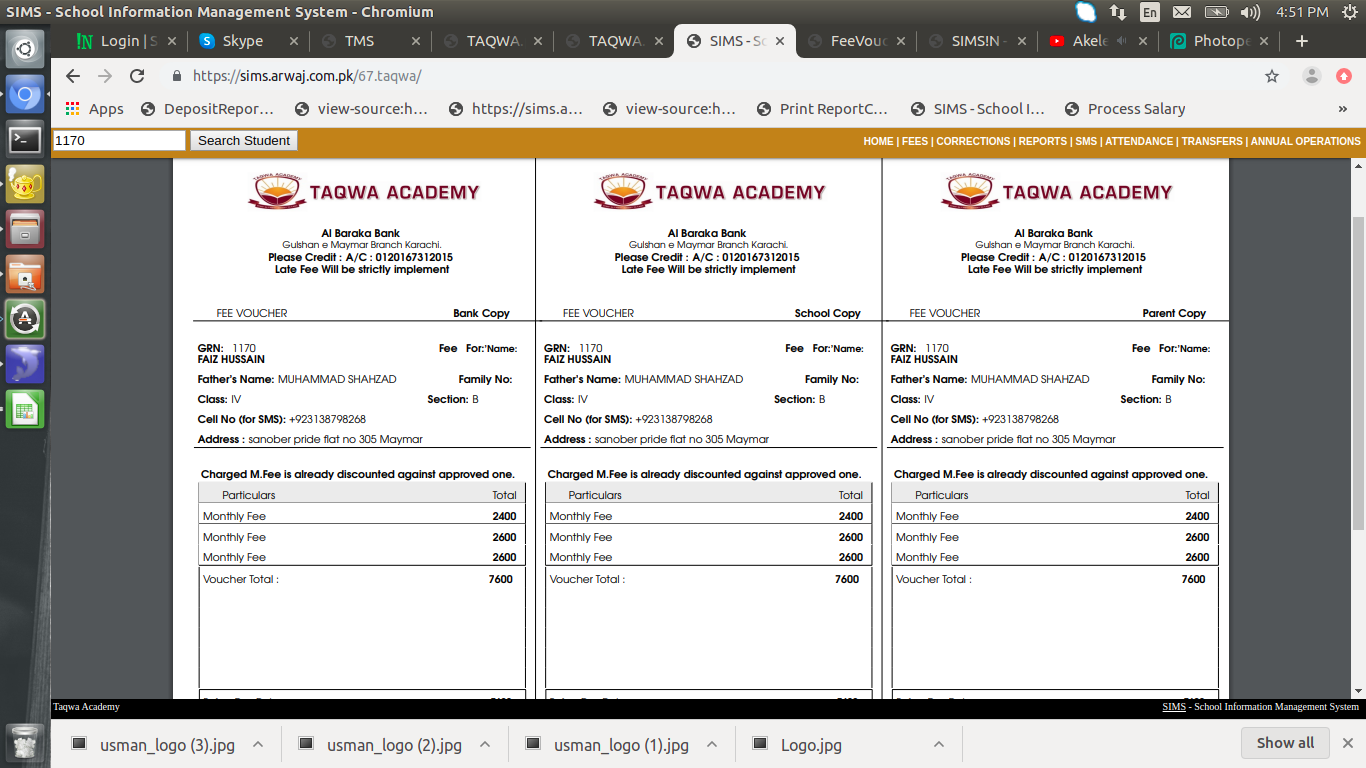 SIMS - School Information Management System - Chromium
En
4:51 PM
Login | S
Skype
TMS
TAQWA
TAQWA
SIMS - Sc
FeeVouc
SIMS!N -
Akele
Photope
https://sims.arwaj.com.pk/67.taqwa/
Apps
DepositRepor...
view-source:h...
https://sims.a...
view-source:h...
Print ReportC...
SIMS - School I...
Process Salary
»
1170
Search Student
HOME | FEES | CORRECTIONS | REPORTS | SMS | ATTENDANCE | TRANSFERS | ANNUAL OPERATIONS
TAQWA ACADEMY
Al Baraka Bank
Gulshan e Maymar Branch Karachi.
Please Credit : A/C : 0120167312015
Late Fee Will be strictly implement
FEE VOUCHER Bank Copy
GRN: 1170 Fee For:'Name:
FAIZ HUSSAIN
Father's Name: MUHAMMAD SHAHZAD Family No:
Class: IV Section: B
Cell No (for SMS): +923138798268
Address : sanober pride flat no 305 Maymar
Charged M.Fee is already discounted against approved one.
Particulars Total
Monthly Fee 2400
Monthly Fee 2600
Monthly Fee 2600
Voucher Total : 7600
TAQWA ACADEMY
Al Baraka Bank
Gulshan e Maymar Branch Karachi.
Please Credit : A/C : 0120167312015
Late Fee Will be strictly implement
FEE VOUCHER School Copy
GRN: 1170 Fee For:'Name:
FAIZ HUSSAIN
Father's Name: MUHAMMAD SHAHZAD Family No:
Class: IV Section: B
Cell No (for SMS): +923138798268
Address : sanober pride flat no 305 Maymar
Charged M.Fee is already discounted against approved one.
Particulars Total
Monthly Fee 2400
Monthly Fee 2600
Monthly Fee 2600
Voucher Total : 7600
TAQWA ACADEMY
Al Baraka Bank
Gulshan e Maymar Branch Karachi.
Please Credit : A/C : 0120167312015
Late Fee Will be strictly implement
FEE VOUCHER Parent Copy
GRN: 1170 Fee For:'Name:
FAIZ HUSSAIN
Father's Name: MUHAMMAD SHAHZAD Family No:
Class: IV Section: B
Cell No (for SMS): +923138798268
Address : sanober pride flat no 305 Maymar
Charged M.Fee is already discounted against approved one.
Particulars Total
Monthly Fee 2400
Monthly Fee 2600
Monthly Fee 2600
Voucher Total : 7600
Taqwa Academy
SIMS - School Information Management System
usman_logo (3).jpg
usman_logo (2).jpg
usman_logo (1).jpg
Logo.jpg
Show all